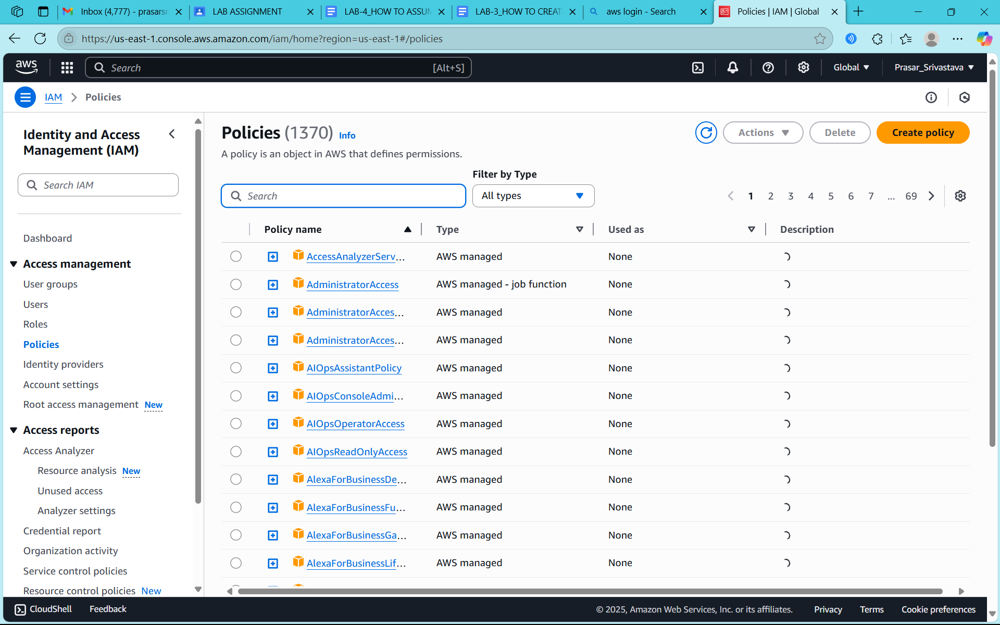 Inbox (4,777) - prasarsr
LAB ASSIGNMENT
LAB-4_HOW TO ASSUM
LAB-3_HOW TO CREAT
aws login - Search
Policies | IAM | Global
https://us-east-1.console.aws.amazon.com/iam/home?region=us-east-1#/policies
aws
Search
[Alt+S]
Global
Prasar_Srivastava
IAM
Policies
Identity and Access
Management (IAM)
Search IAM
Dashboard
Access management
User groups
Users
Roles
Policies
Identity providers
Account settings
Root access management New
Access reports
Access Analyzer
Resource analysis New
Unused access
Analyzer settings
Credential report
Organization activity
Service control policies
Resource control policies New
Policies (1370) Info
A policy is an object in AWS that defines permissions.
Actions
Delete
Create policy
Filter by Type
Search
All types
1 2 3 4 5 6 7 ... 69
Policy name Type Used as Description
AccessAnalyzerServ... AWS managed None
AdministratorAccess AWS managed - job function None
AdministratorAcces... AWS managed None
AdministratorAcces... AWS managed None
AIOpsAssistantPolicy AWS managed None
AIOpsConsoleAdmi... AWS managed None
AIOpsOperatorAccess AWS managed None
AIOpsReadOnlyAccess AWS managed None
AlexaForBusinessDe... AWS managed None
AlexaForBusinessFu... AWS managed None
AlexaForBusinessGa... AWS managed None
AlexaForBusinessLif... AWS managed None
CloudShell
Feedback
© 2025, Amazon Web Services, Inc. or its affiliates.
Privacy
Terms
Cookie preferences